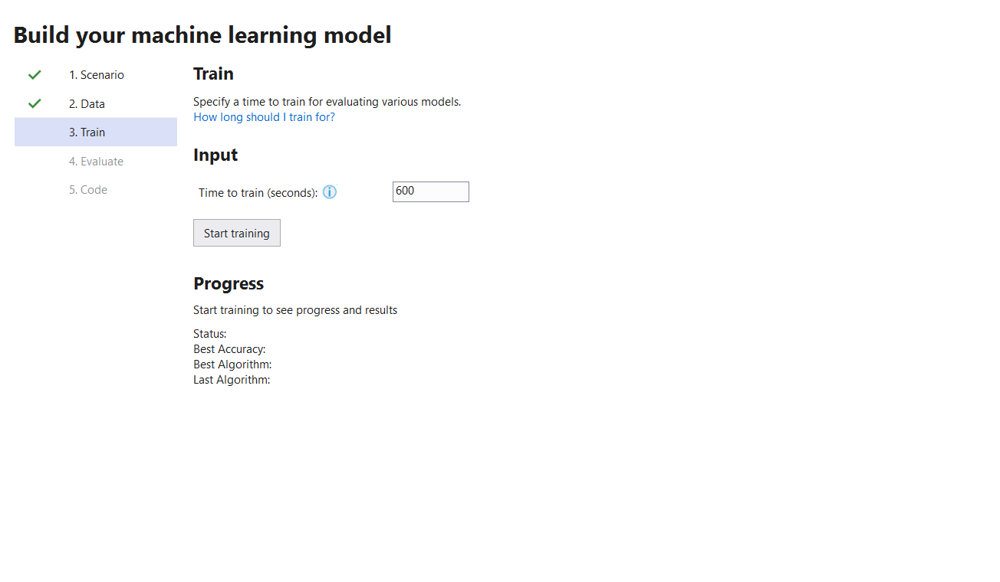 Build your machine learning model
1. Scenario
2. Data
3. Train
4. Evaluate
5. Code
Train
Specify a time to train for evaluating various models.
How long should I train for?
Input
Time to train (seconds):
600
Start training
Progress
Start training to see progress and results
Status:
Best Accuracy:
Best Algorithm:
Last Algorithm: